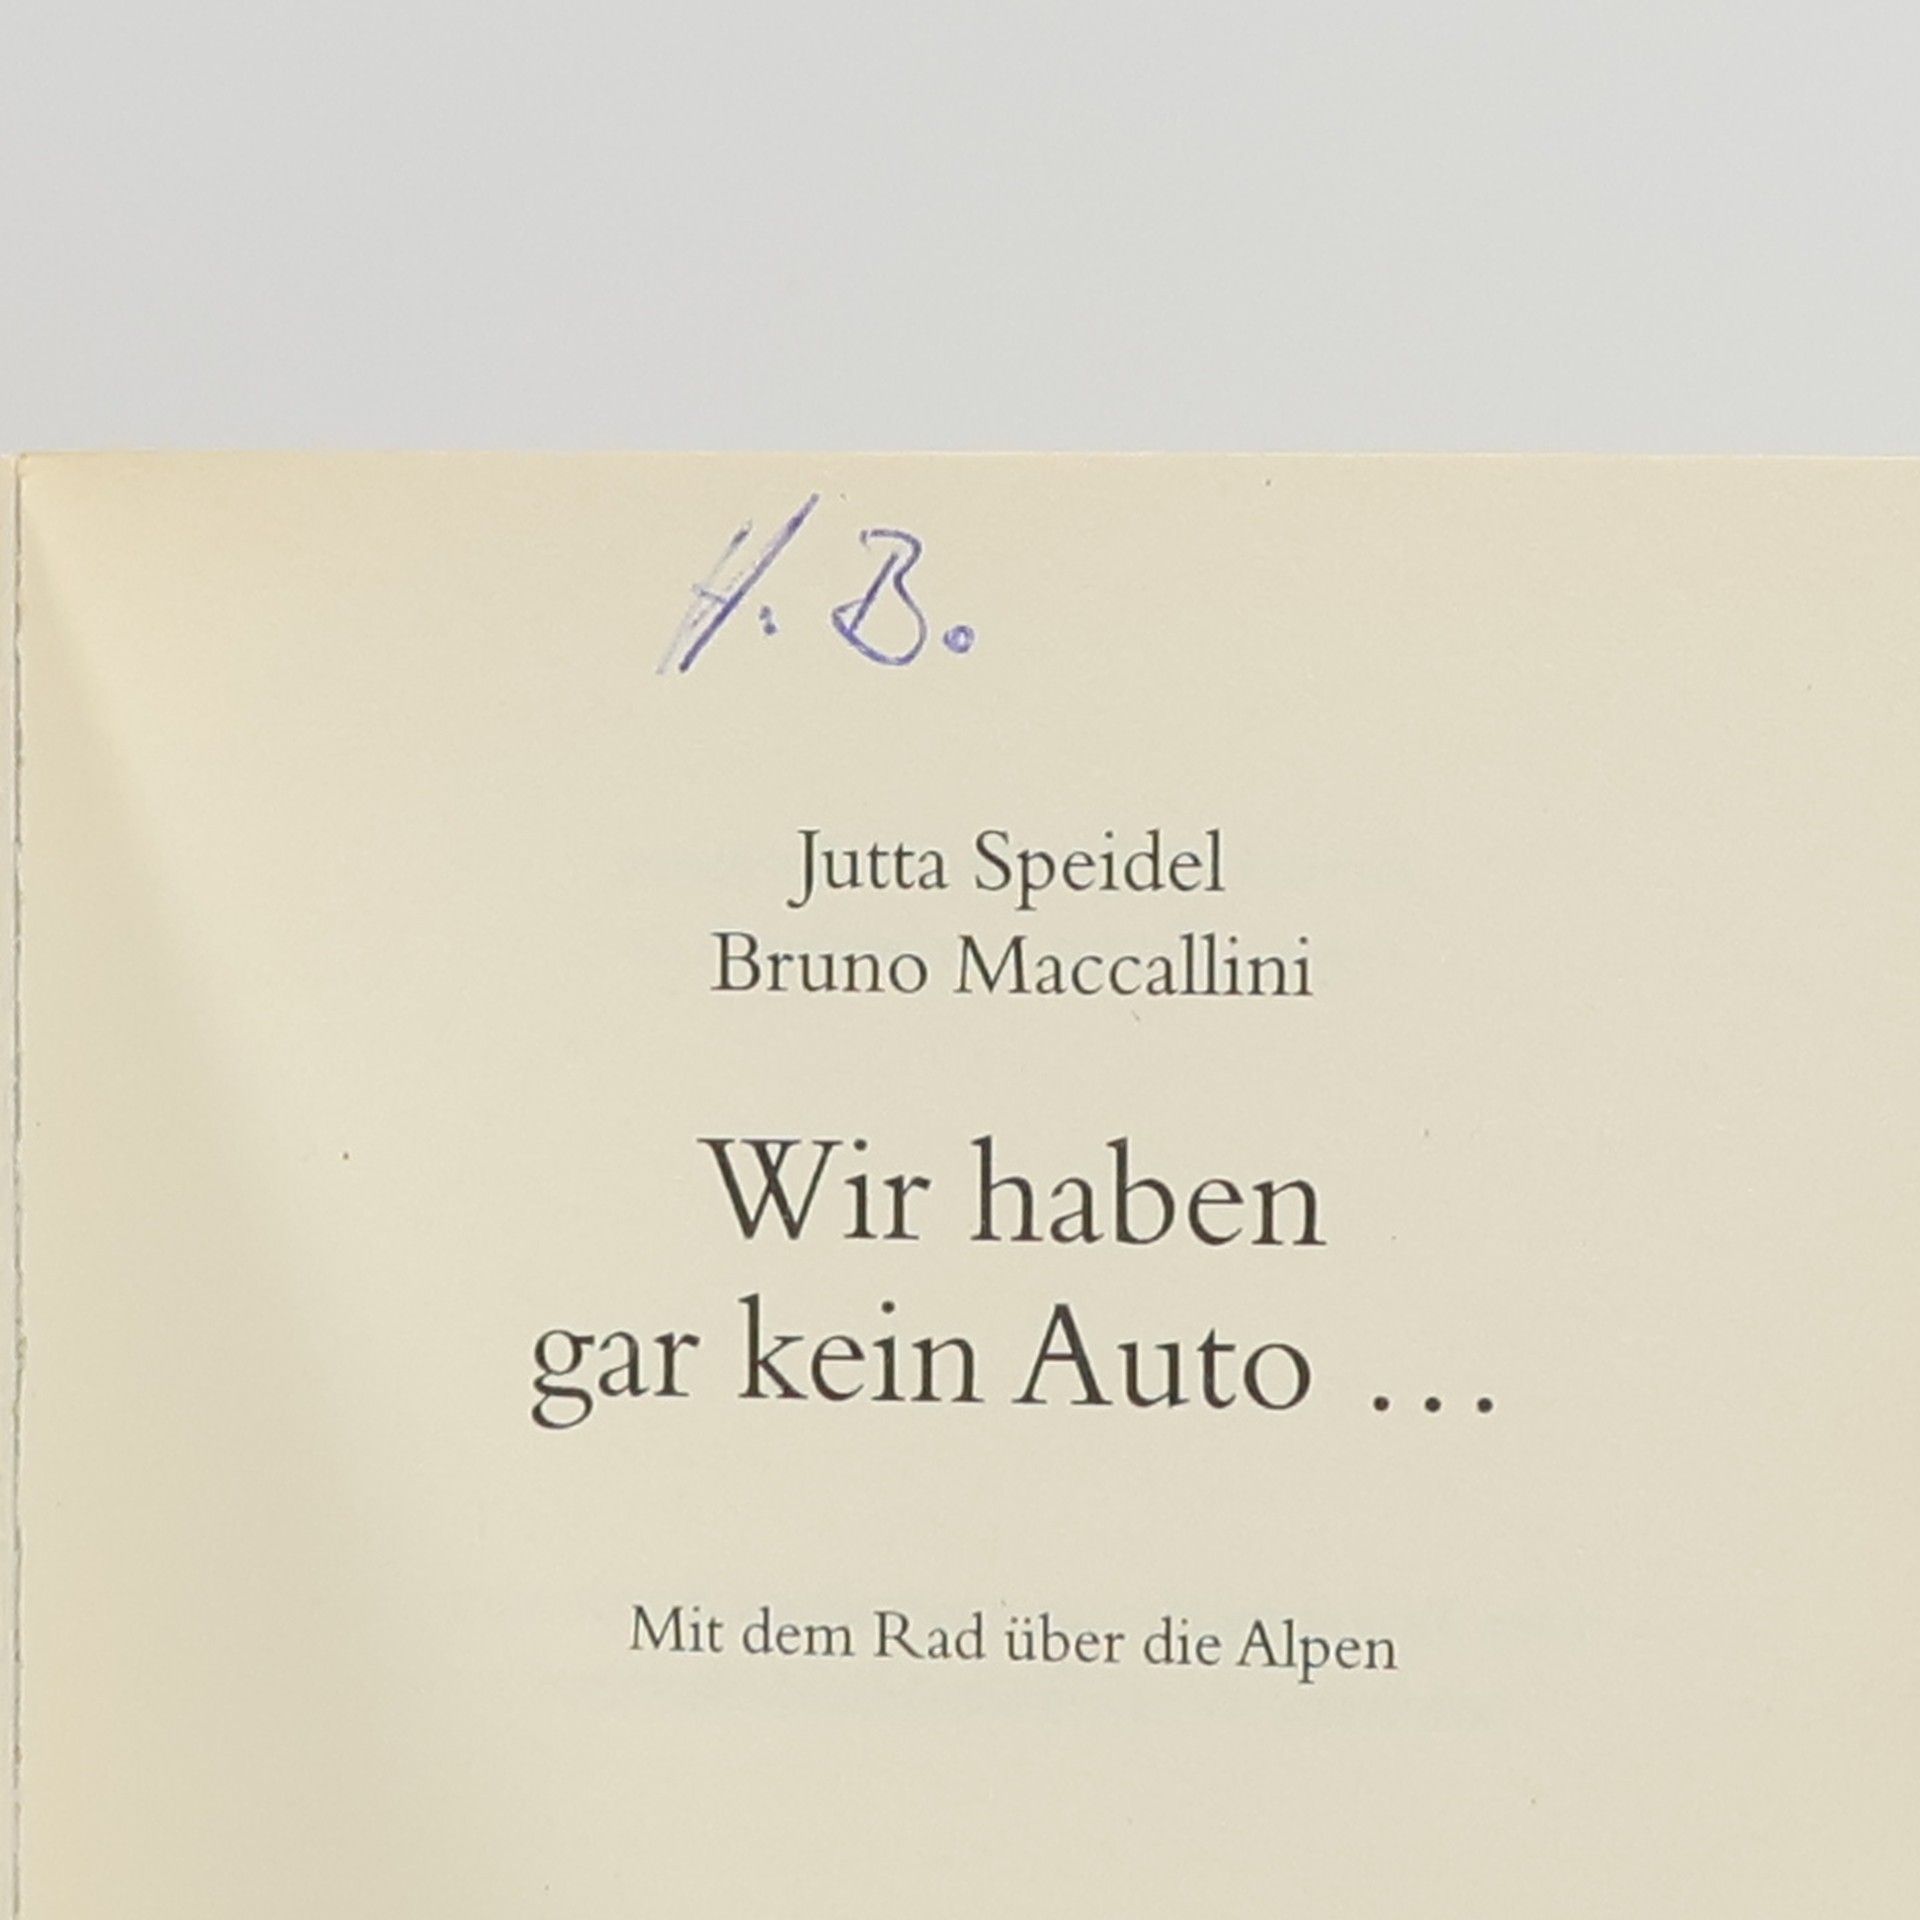 H. B.
Jutta Speidel
Bruno Maccallini
Wir haben
gar kein Auto ...
Mit dem Rad über die Alpen